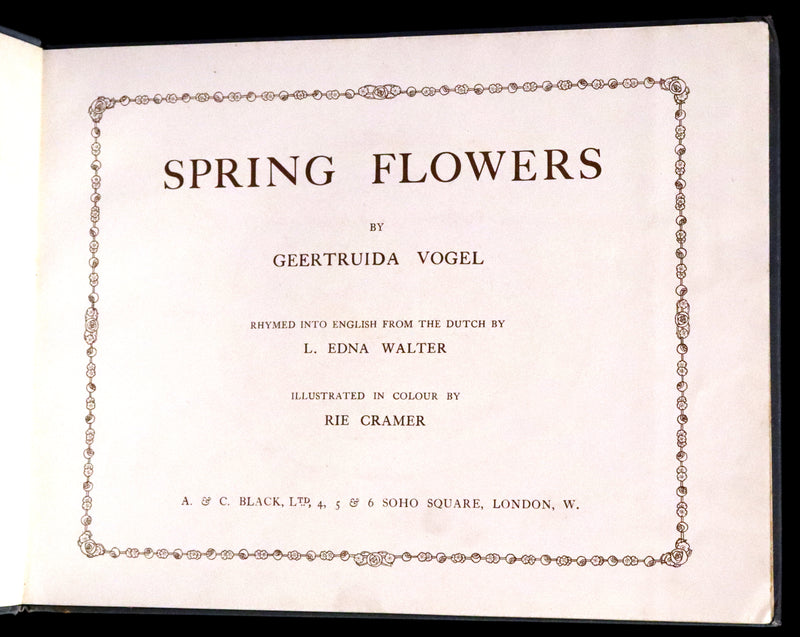 SPRING FLOWERS
BY
GEERTRUIDA VOGEL
RHYMED INTO ENGLISH FROM THE DUTCH BY
L. EDNA WALTER
ILLUSTRATED IN COLOUR BY
RIE CRAMER
A. & C. BLACK, LTD, 4, 5 & 6 SOHO SQUARE, LONDON, W.